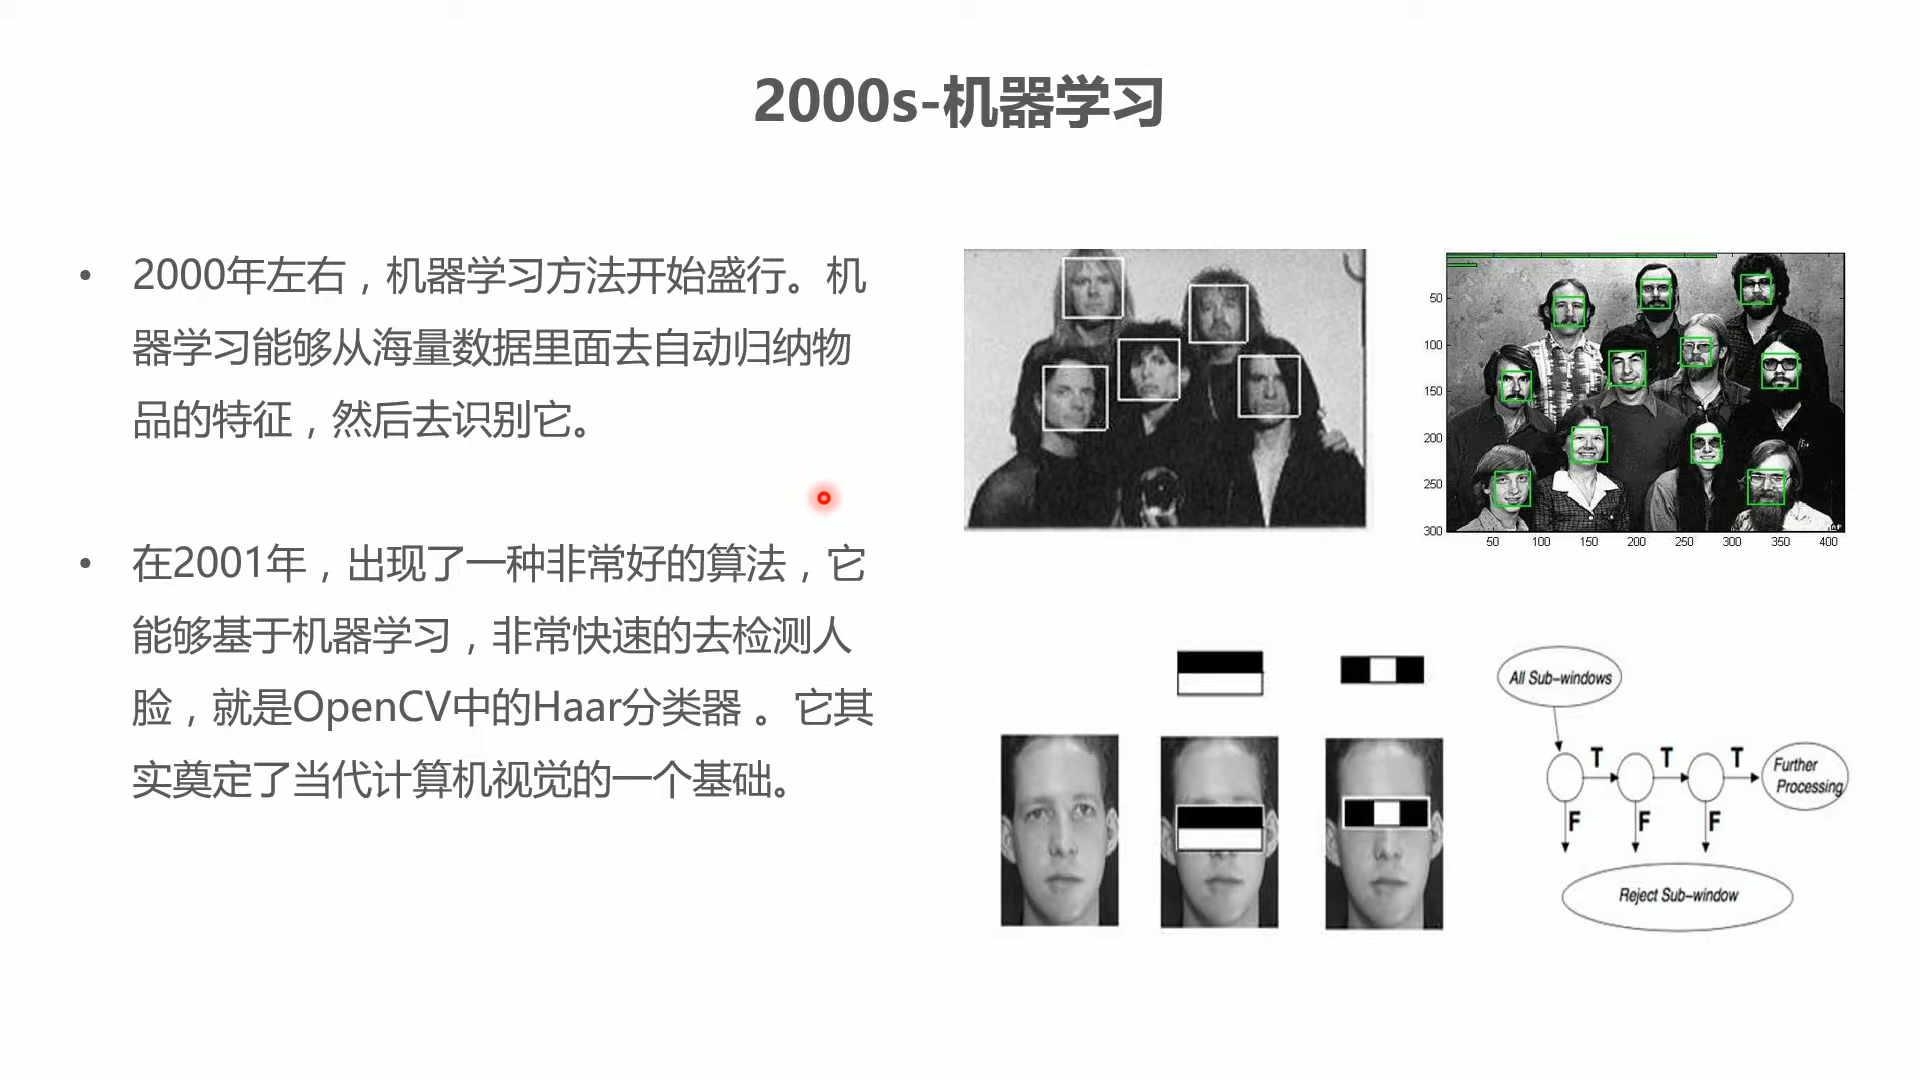 2000s-机器学习
• 2000年左右，机器学习方法开始盛行。机
器学习能够从海量数据里面去自动归纳物
品的特征，然后去识别它。
• 在2001年，出现了一种非常好的算法，它
能够基于机器学习，非常快速的去检测人
脸，就是OpenCV中的Haar分类器 。它其
实奠定了当代计算机视觉的一个基础。
50
100
150
200
250
300
50 100 150 200 250 300 350 400
All Sub-windows
T T T
Further
Processing
F F F
Reject Sub-window